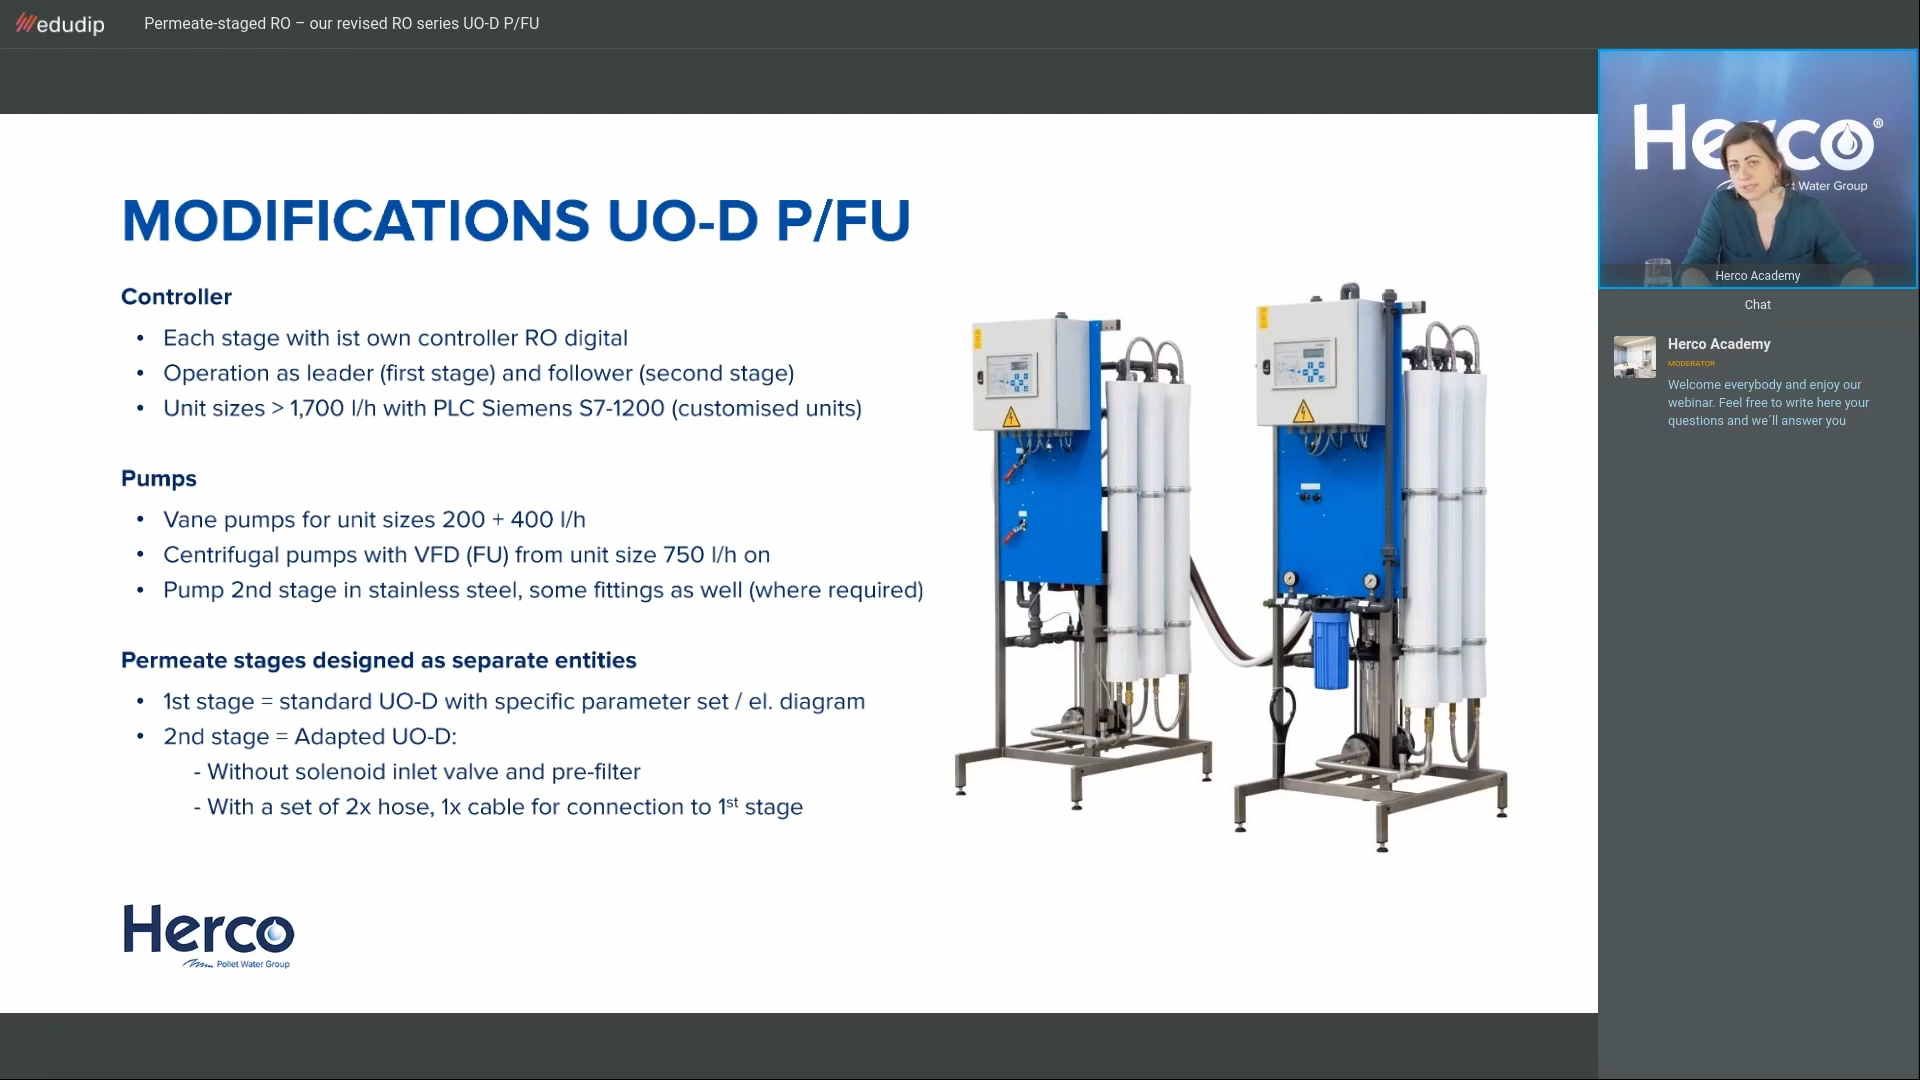 edudip
Permeate-staged RO – our revised RO series UO-D P/FU
MODIFICATIONS UO-D P/FU
Controller
• Each stage with ist own controller RO digital
• Operation as leader (first stage) and follower (second stage)
• Unit sizes > 1,700 l/h with PLC Siemens S7-1200 (customised units)
Pumps
• Vane pumps for unit sizes 200 + 400 l/h
• Centrifugal pumps with VFD (FU) from unit size 750 l/h on
• Pump 2nd stage in stainless steel, some fittings as well (where required)
Permeate stages designed as separate entities
• 1st stage = standard UO-D with specific parameter set / el. diagram
• 2nd stage = Adapted UO-D:
- Without solenoid inlet valve and pre-filter
- With a set of 2x hose, 1x cable for connection to 1st stage
Herco
Pollet Water Group
Herco®
t Water Group
Herco Academy
Chat
Herco Academy
MODERATOR
Welcome everybody and enjoy our
webinar. Feel free to write here your
questions and we´ll answer you